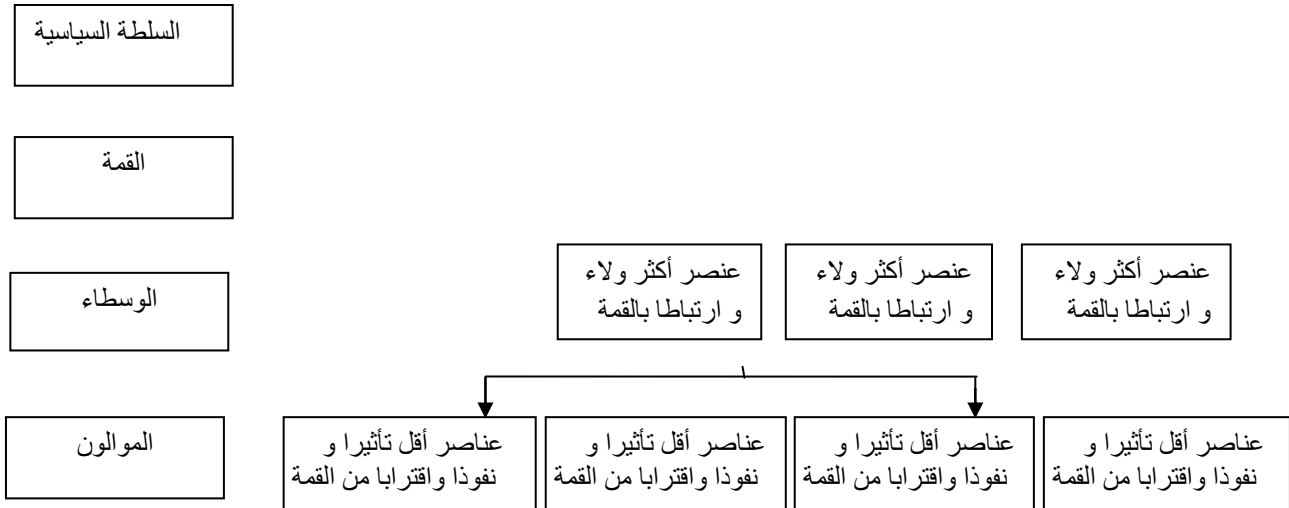 السلطة السياسية
القمة
الوسطاء
عنصر أكثر ولاء
و ارتباطا بالقمة
عنصر أكثر ولاء
و ارتباطا بالقمة
عنصر أكثر ولاء
و ارتباطا بالقمة
الموالون
عناصر أقل تأثيرا و
نفوذا واقترابا من القمة
عناصر أقل تأثيرا و
نفوذا واقترابا من القمة
عناصر أقل تأثيرا و
نفوذا واقترابا من القمة
عناصر أقل تأثيرا و
نفوذا واقترابا من القمة